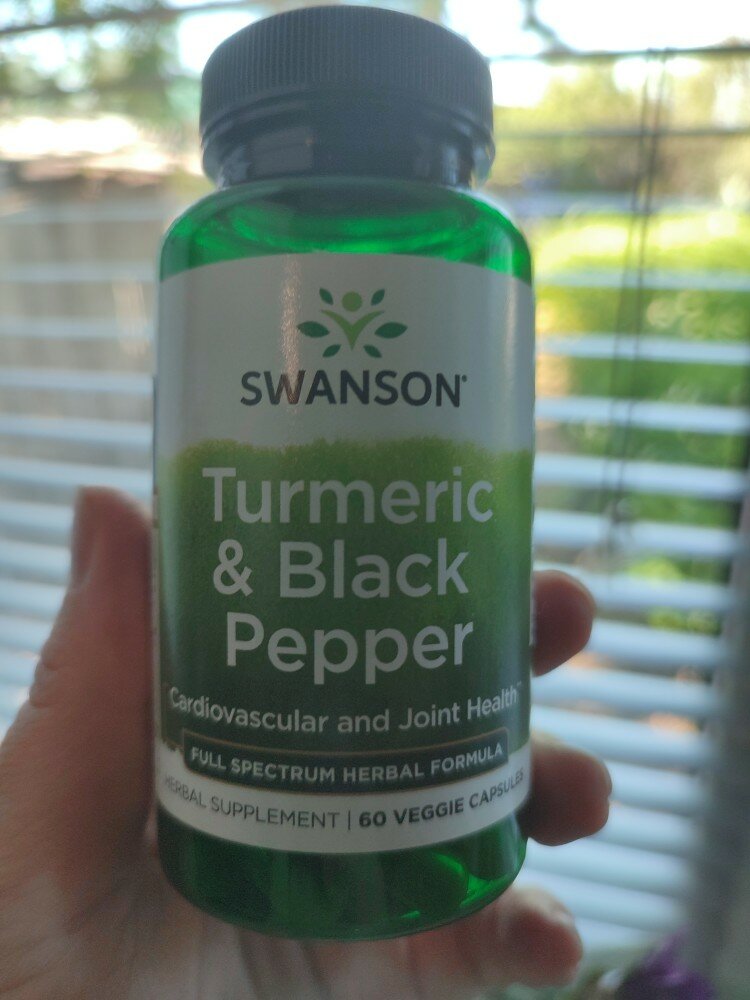 SWANSON®
Turmeric
& Black
Pepper
Cardiovascular and Joint Health™
FULL SPECTRUM HERBAL FORMULA
HERBAL SUPPLEMENT | 60 VEGGIE CAPSULES